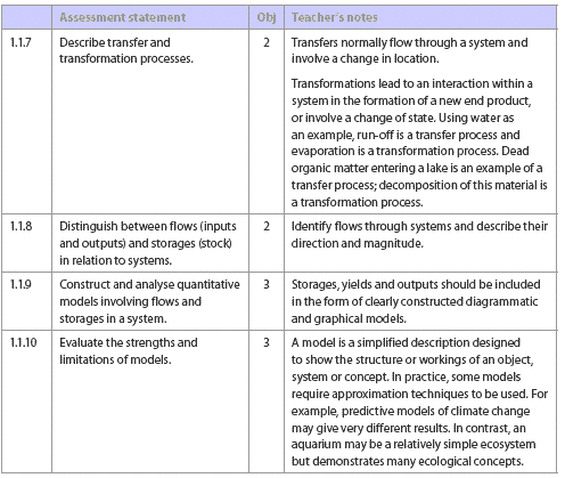 Assessment statement Obj Teacher's notes
1.1.7 Describe transfer and transformation processes. 2 Transfers normally flow through a system and
involve a change in location.
Transformations lead to an interaction within a
system in the formation of a new end product,
or involve a change of state. Using water as
an example, run-off is a transfer process and
evaporation is a transformation process. Dead
organic matter entering a lake is an example of a
transfer process; decomposition of this material is
a transformation process.
1.1.8 Distinguish between flows (inputs
and outputs) and storages (stock)
in relation to systems.
2 Identify flows through systems and describe their
direction and magnitude.
1.1.9 Construct and analyse quantitative
models involving flows and
storages in a system.
3 Storages, yields and outputs should be included
in the form of clearly constructed diagrammatic
and graphical models.
1.1.10 Evaluate the strengths and
limitations of models.
3 A model is a simplified description designed
to show the structure or workings of an object,
system or concept. In practice, some models
require approximation techniques to be used. For
example, predictive models of climate change
may give very different results. In contrast, an
aquarium may be a relatively simple ecosystem
but demonstrates many ecological concepts.